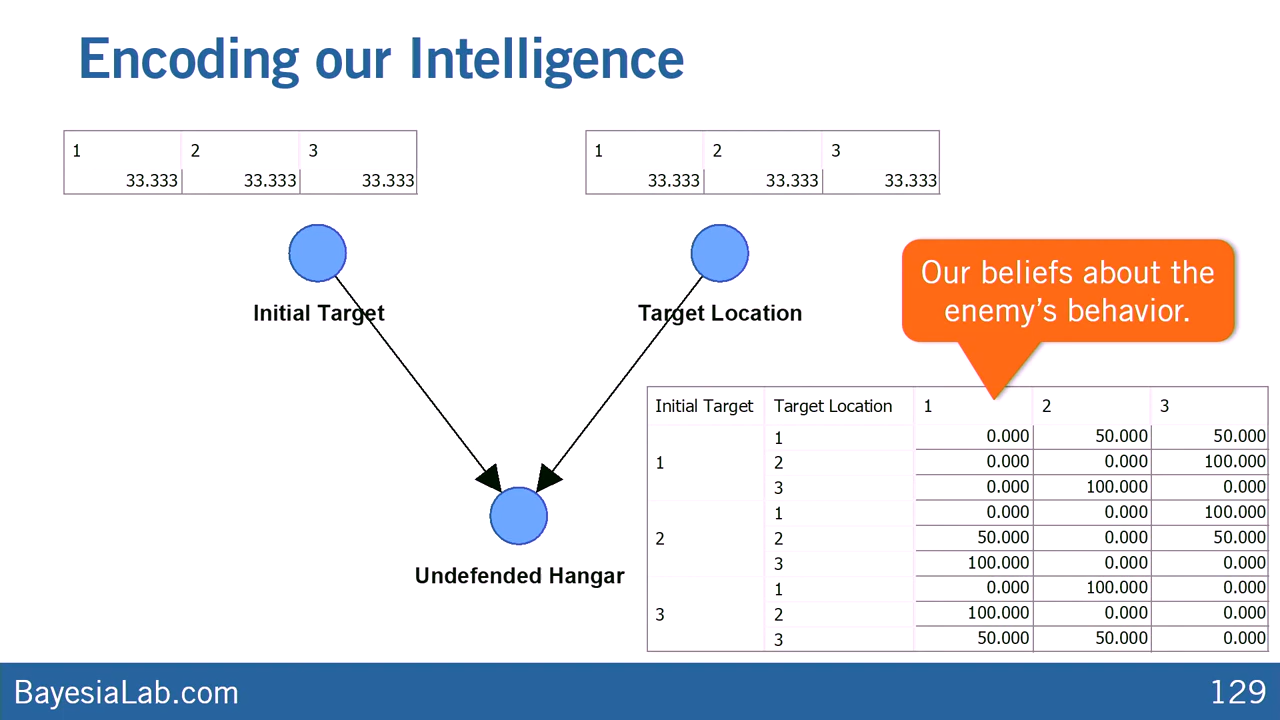 Encoding our Intelligence
1 2 3
33.333 33.333 33.333
1 2 3
33.333 33.333 33.333
Initial Target
Target Location
Our beliefs about the
enemy's behavior.
Undefended Hangar
Initial Target Target Location 1 2 3
1 1 0.000 50.000 50.000
2 0.000 0.000 100.000
3 0.000 100.000 0.000
2 1 0.000 0.000 100.000
2 50.000 0.000 50.000
3 100.000 0.000 0.000
3 1 0.000 100.000 0.000
2 100.000 0.000 0.000
3 50.000 50.000 0.000
BayesiaLab.com
129